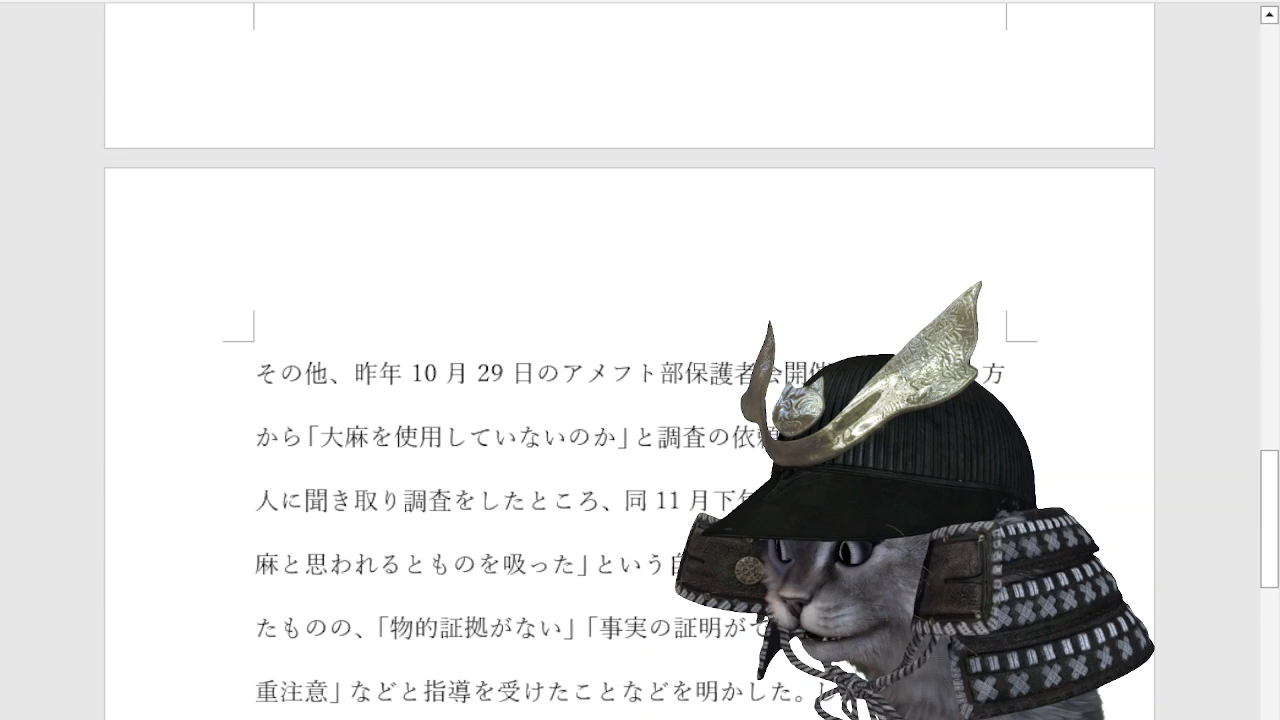 その他、昨年 10 月 29 日のアメフト部保護者会開催 方
から「大麻を使用していないのか」と調査の依頼
人に聞き取り調査をしたところ、同 11 月下旬
麻と思われるとものを吸った」という
たものの、「物的証拠がない」「事実の証明がで
重注意」などと指導を受けたことなどを明かした。